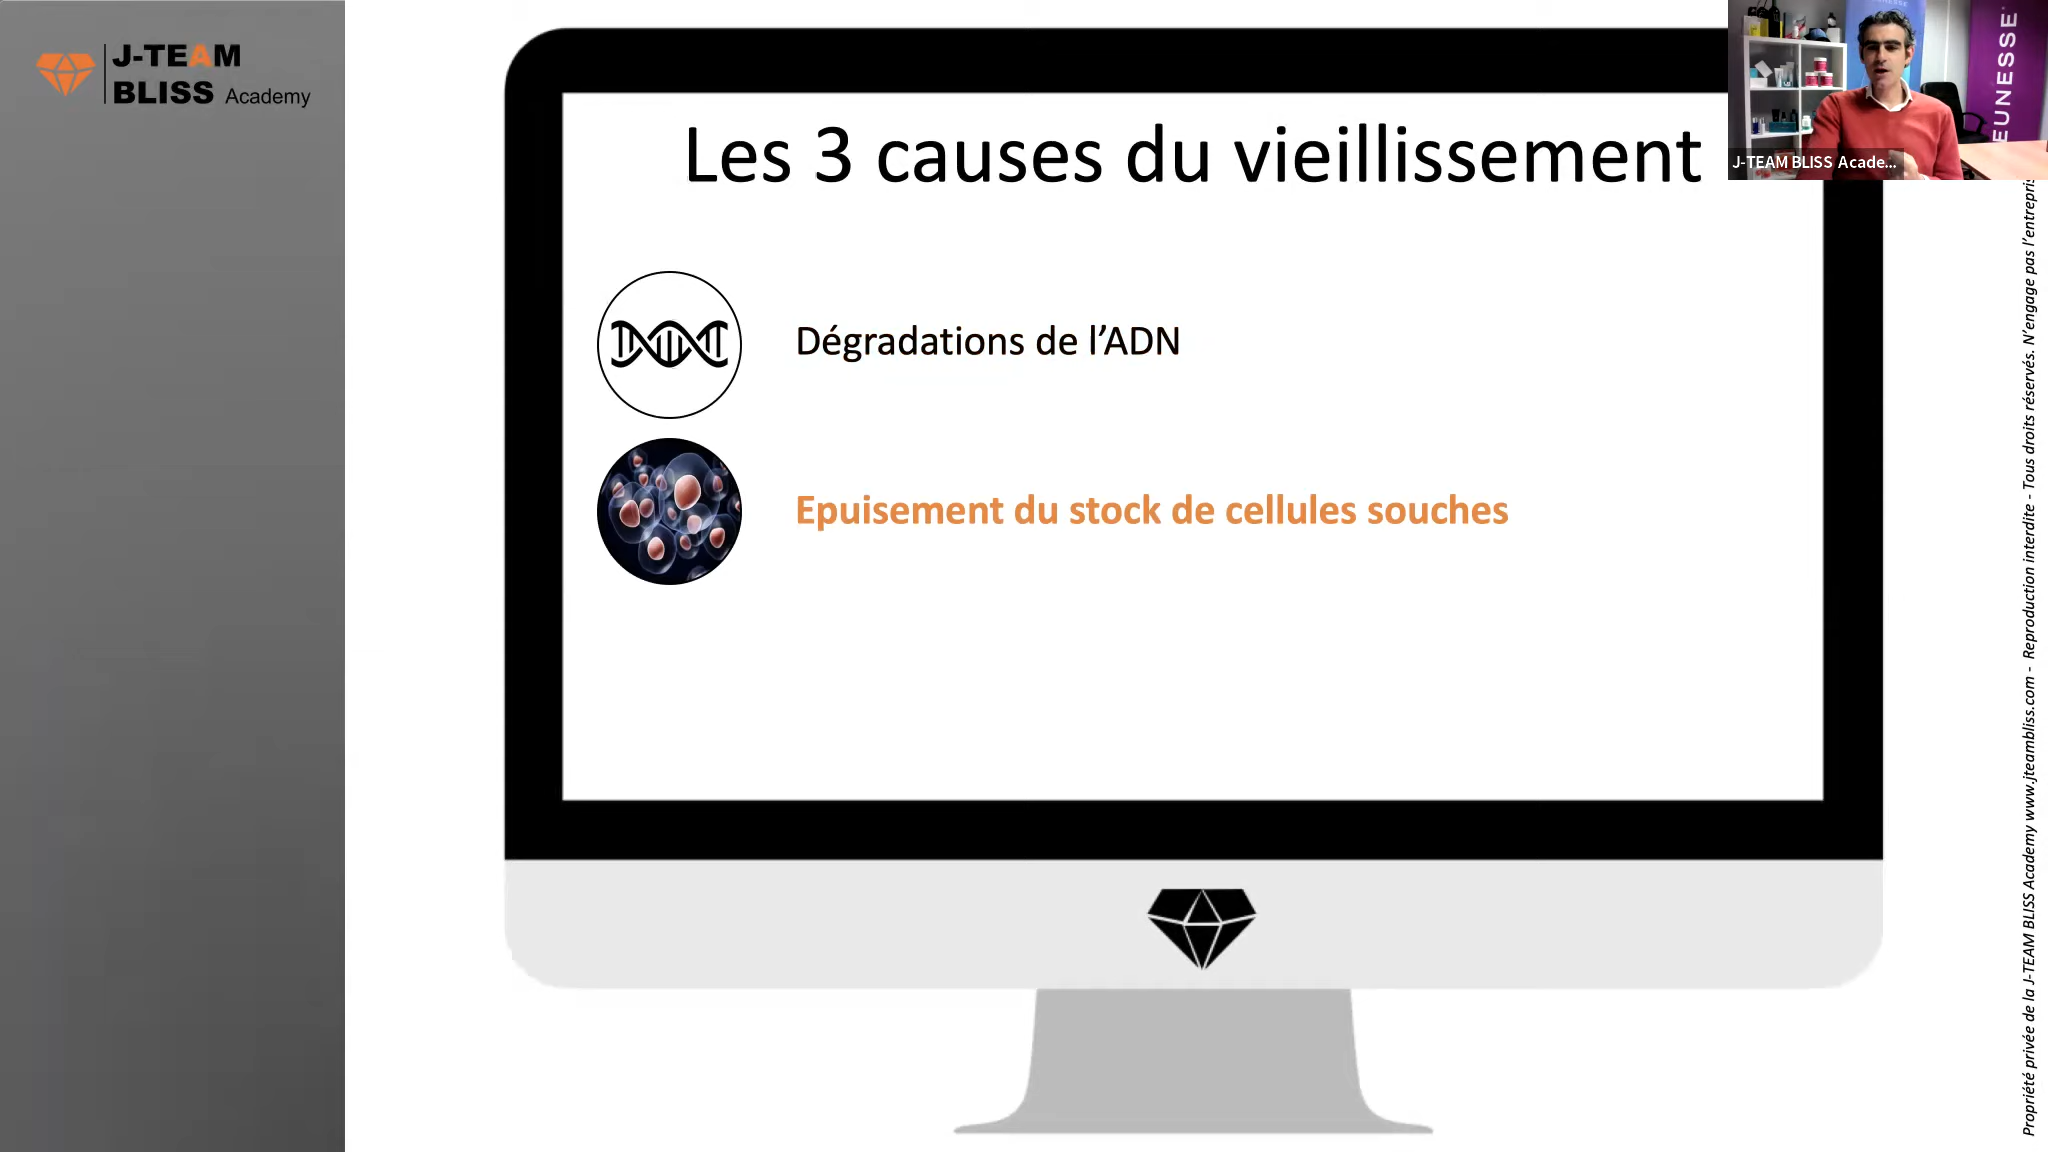 J-TEAM
BLISS Academy
Les 3 causes du vieillissement
Dégradations de l’ADN
Epuisement du stock de cellules souches
J-TEAM BLISS Acade...
EUNESSE
Propriété privée de la J-TEAM BLISS Academy www.jteambliss.com - Reproduction interdite - Tous droits réservés. N’engage pas l’entrepris